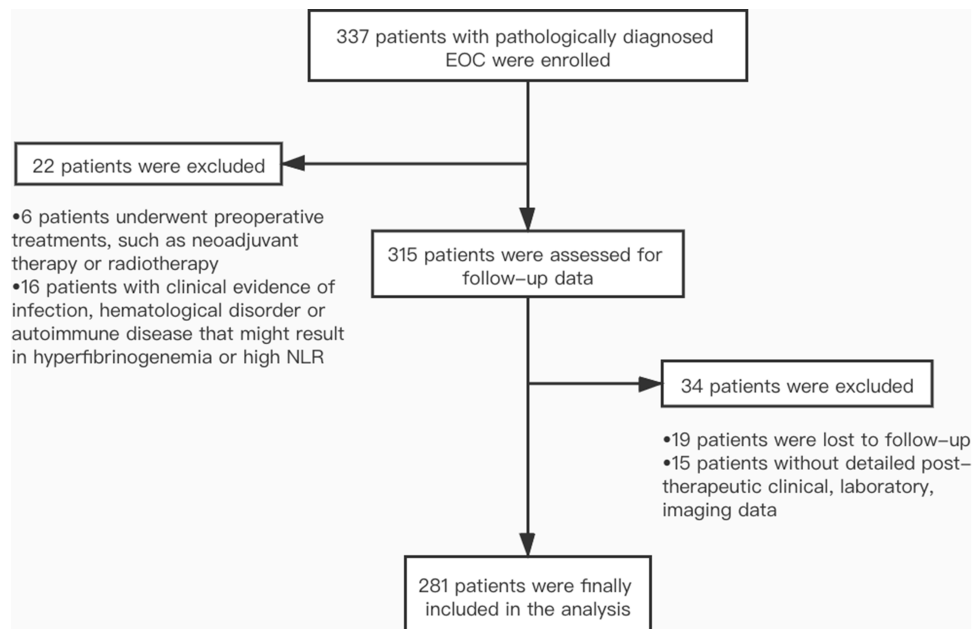 337 patients with pathologically diagnosed
EOC were enrolled
22 patients were excluded
•6 patients underwent preoperative
treatments, such as neoadjuvant
therapy or radiotherapy
•16 patients with clinical evidence of
infection, hematological disorder or
autoimmune disease that might result
in hyperfibrinogenemia or high NLR
315 patients were assessed for
follow–up data
34 patients were excluded
•19 patients were lost to follow–up
•15 patients without detailed post–
therapeutic clinical, laboratory,
imaging data
281 patients were finally
included in the analysis